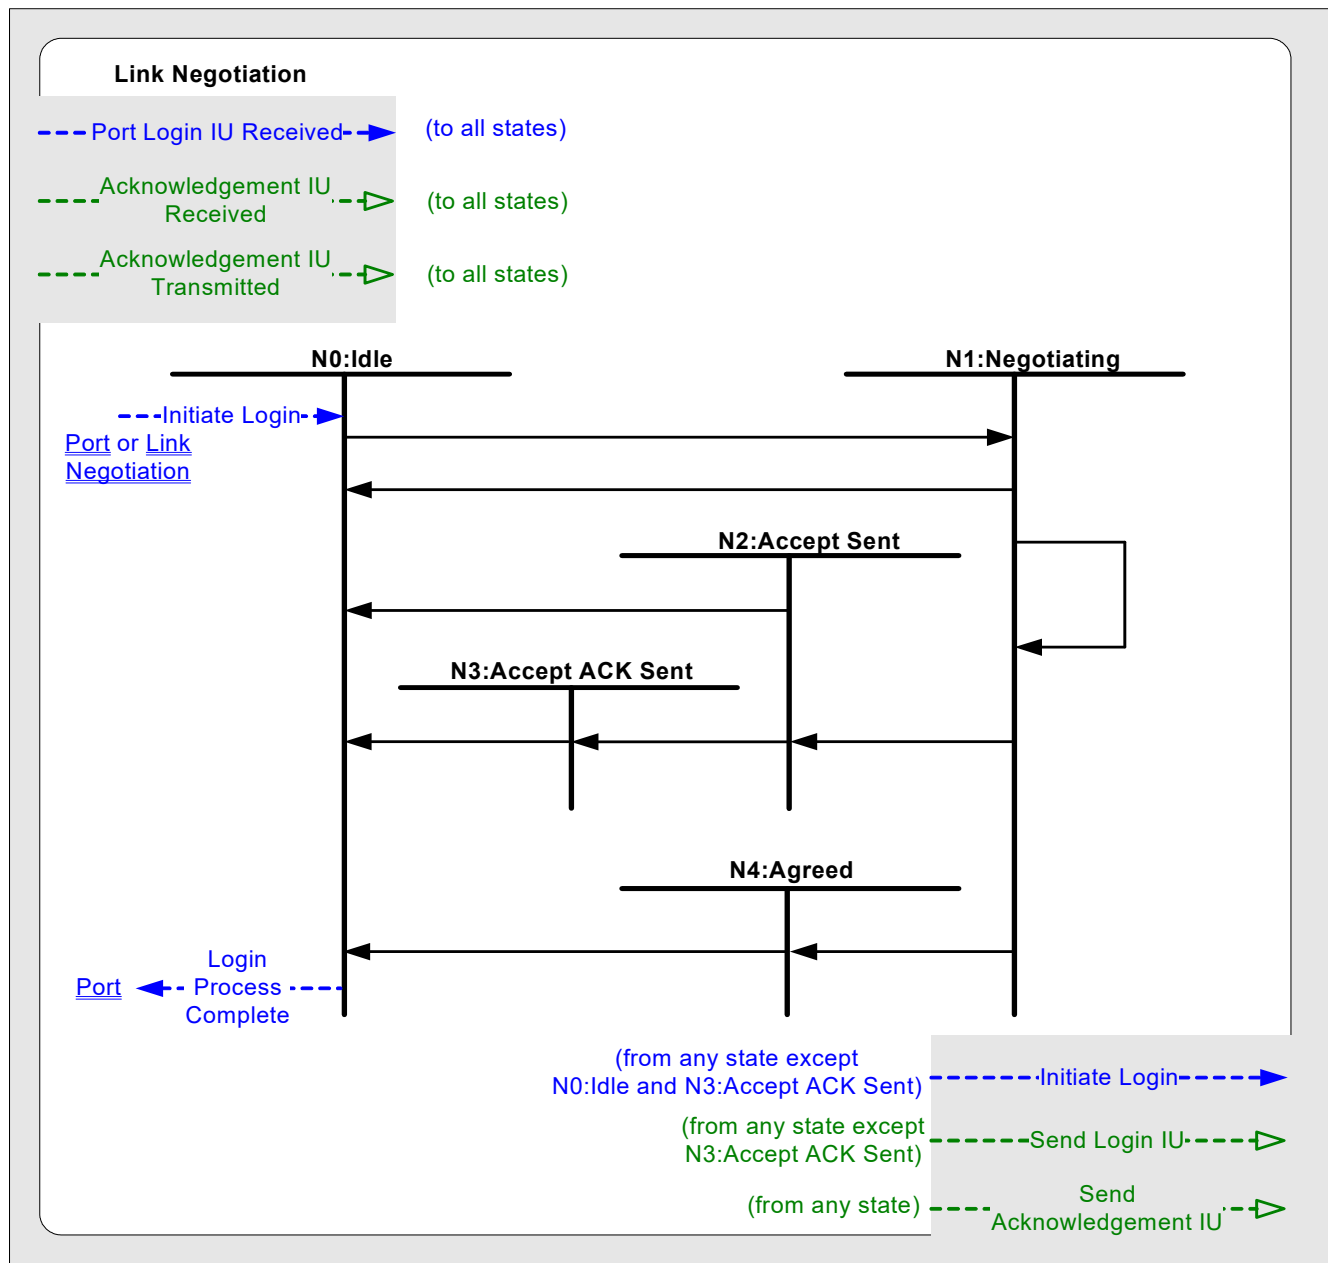 Link Negotiation
Port Login IU Received
(to all states)
Acknowledgement IU
Received
(to all states)
Acknowledgement IU
Transmitted
(to all states)
N0:Idle
N1:Negotiating
Initiate Login
Port or Link
Negotiation
N2:Accept Sent
N3:Accept ACK Sent
N4:Agreed
Login
Process
Complete
Port
(from any state except
N0:Idle and N3:Accept ACK Sent)
Initiate Login
(from any state except
N3:Accept ACK Sent)
Send Login IU
(from any state)
Send
Acknowledgement IU